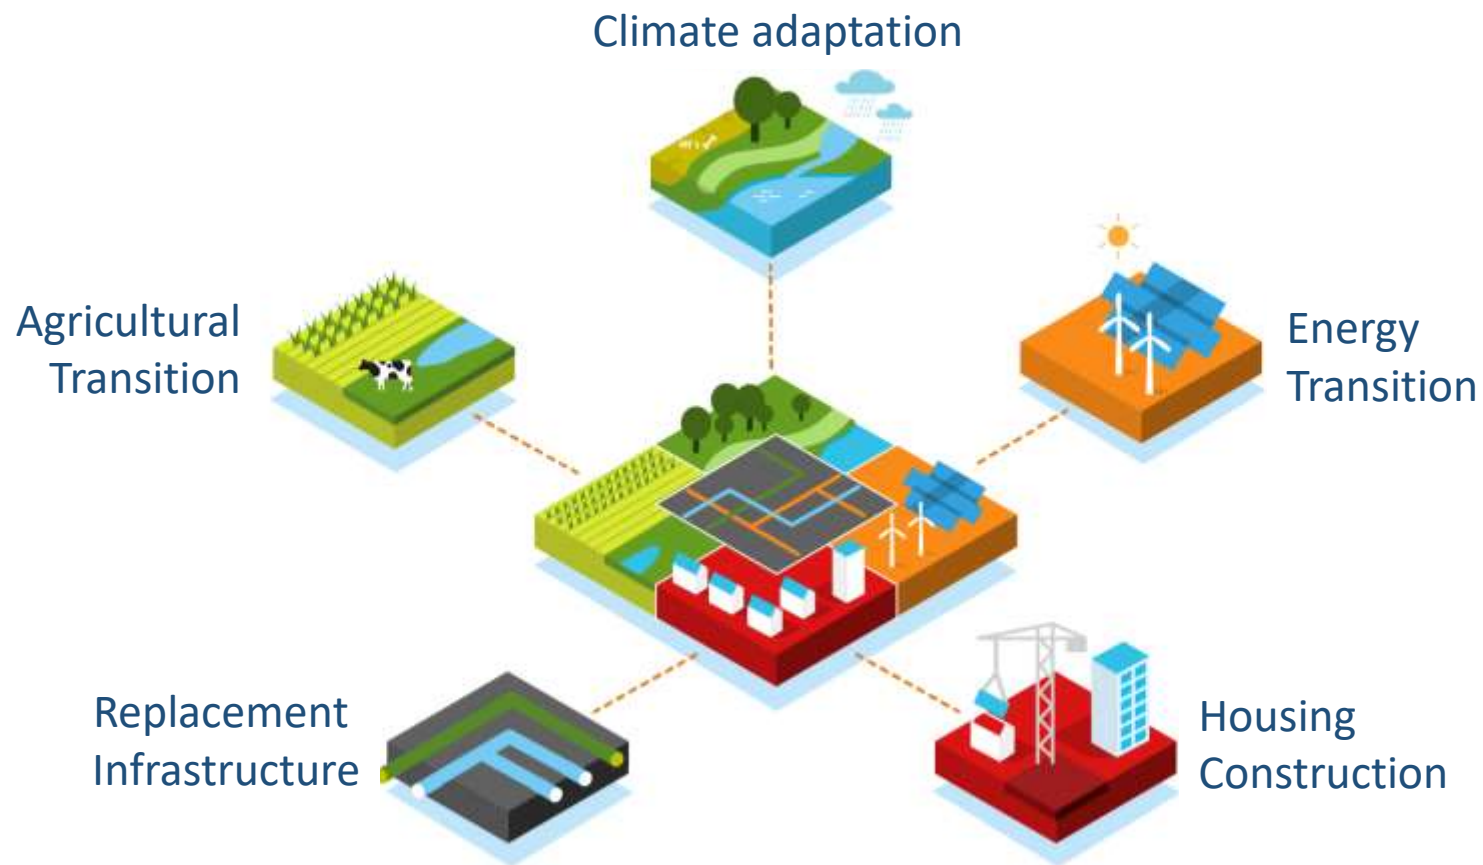 Climate adaptation
Agricultural
Transition
Energy
Transition
Replacement
Infrastructure
Housing
Construction